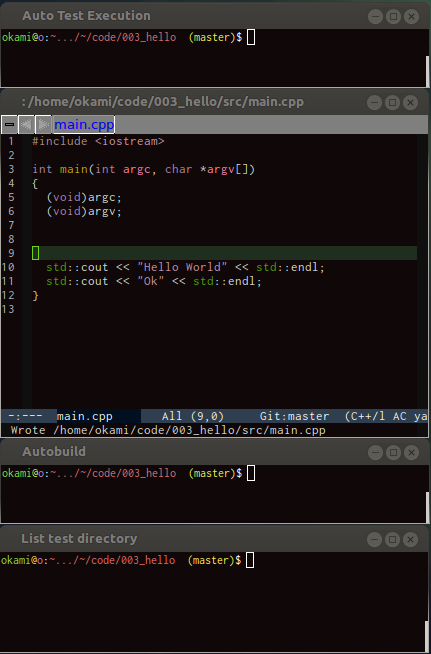 Auto Test Execution
okami@o:~.../~/code/003_hello (master)$
:/home/okami/code/003_hello/src/main.cpp
main.cpp
1 #include <iostream>
2
3 int main(int argc, char *argv[])
4 {
5   (void)argc;
6   (void)argv;
7
8
9
10   std::cout << "Hello World" << std::endl;
11   std::cout << "Ok" << std::endl;
12 }
13
-:--- main.cpp All (9,0) Git:master (C++/l AC ya
Wrote /home/okami/code/003_hello/src/main.cpp
Autobuild
okami@o:~.../~/code/003_hello (master)$
List test directory
okami@o:~.../~/code/003_hello (master)$